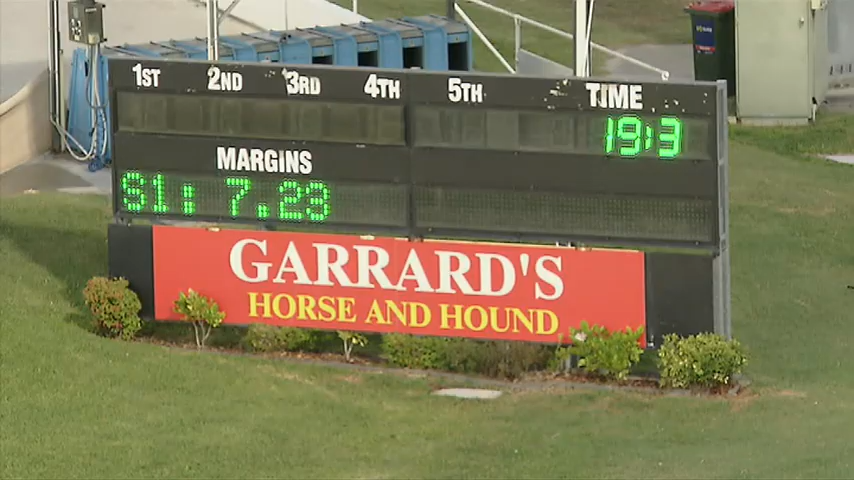 1ST 2ND 3RD 4TH 5TH TIME
19:3
MARGINS
S1: 7.23
GARRARD'S
HORSE AND HOUND